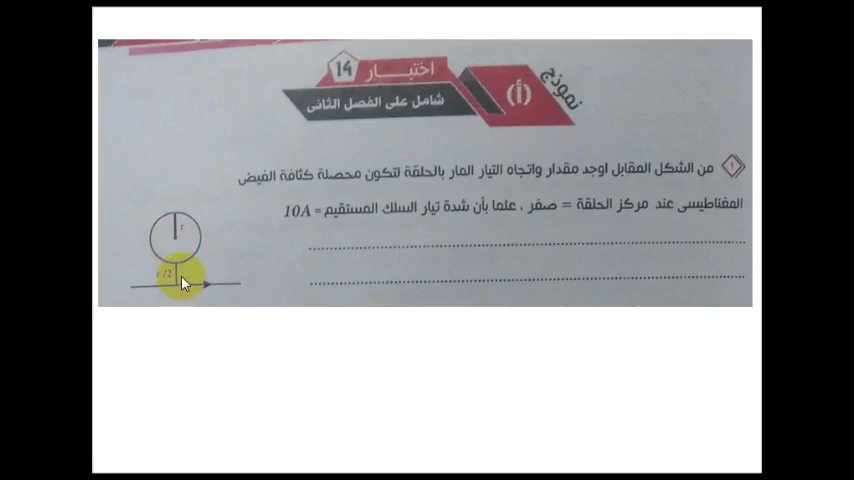 اختبار 14
شامل على الفصل الثانى
نموذج (أ)
١ من الشكل المقابل اوجد مقدار واتجاه التيار المار بالحلقة لتكون محصلة كثافة الفيض
المغناطيسى عند مركز الحلقة = صفر ، علما بأن شدة تيار السلك المستقيم = 10A
r
r/2